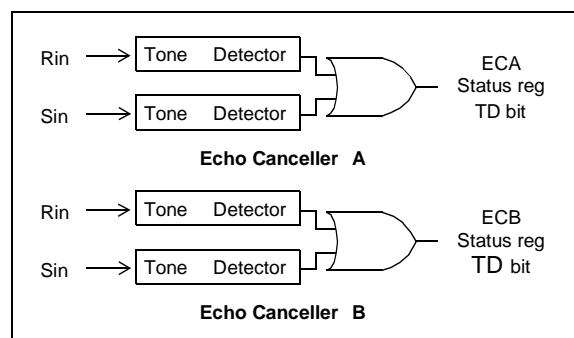 Rin
Tone Detector
Sin
Tone Detector
ECA
Status reg
TD bit
Echo Canceller A
Rin
Tone Detector
Sin
Tone Detector
ECB
Status reg
TD bit
Echo Canceller B